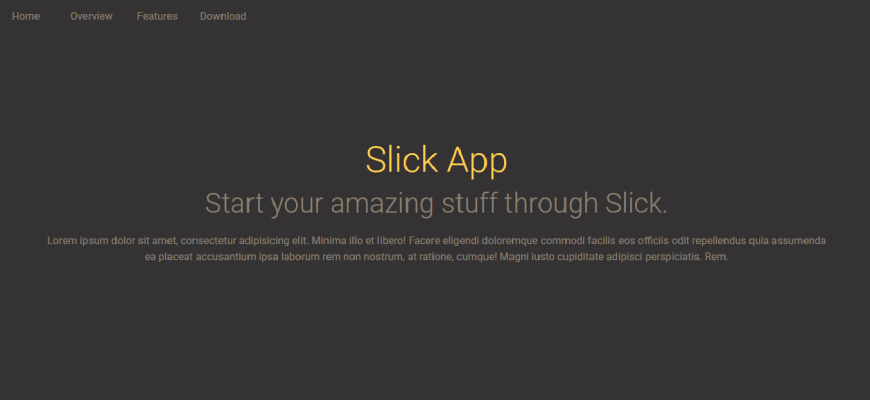 Home Overview Features Download
Slick App
Start your amazing stuff through Slick.
Lorem ipsum dolor sit amet, consectetur adipisicing elit. Minima illo et libero! Facere eligendi doloremque commodi facilis eos officiis odit repellendus quia assumenda
ea placeat accusantium ipsa laborum rem non nostrum, at ratione, cumque! Magni iusto cupiditate adipisci perspiciatis. Rem.